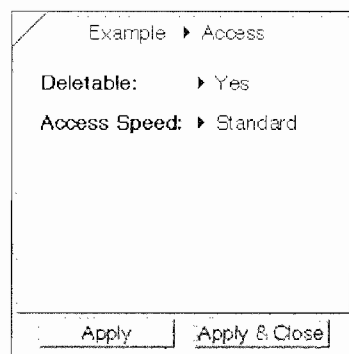 Example ▸ Access
Deletable: ▸ Yes
Access Speed: ▸ Standard
Apply Apply & Close